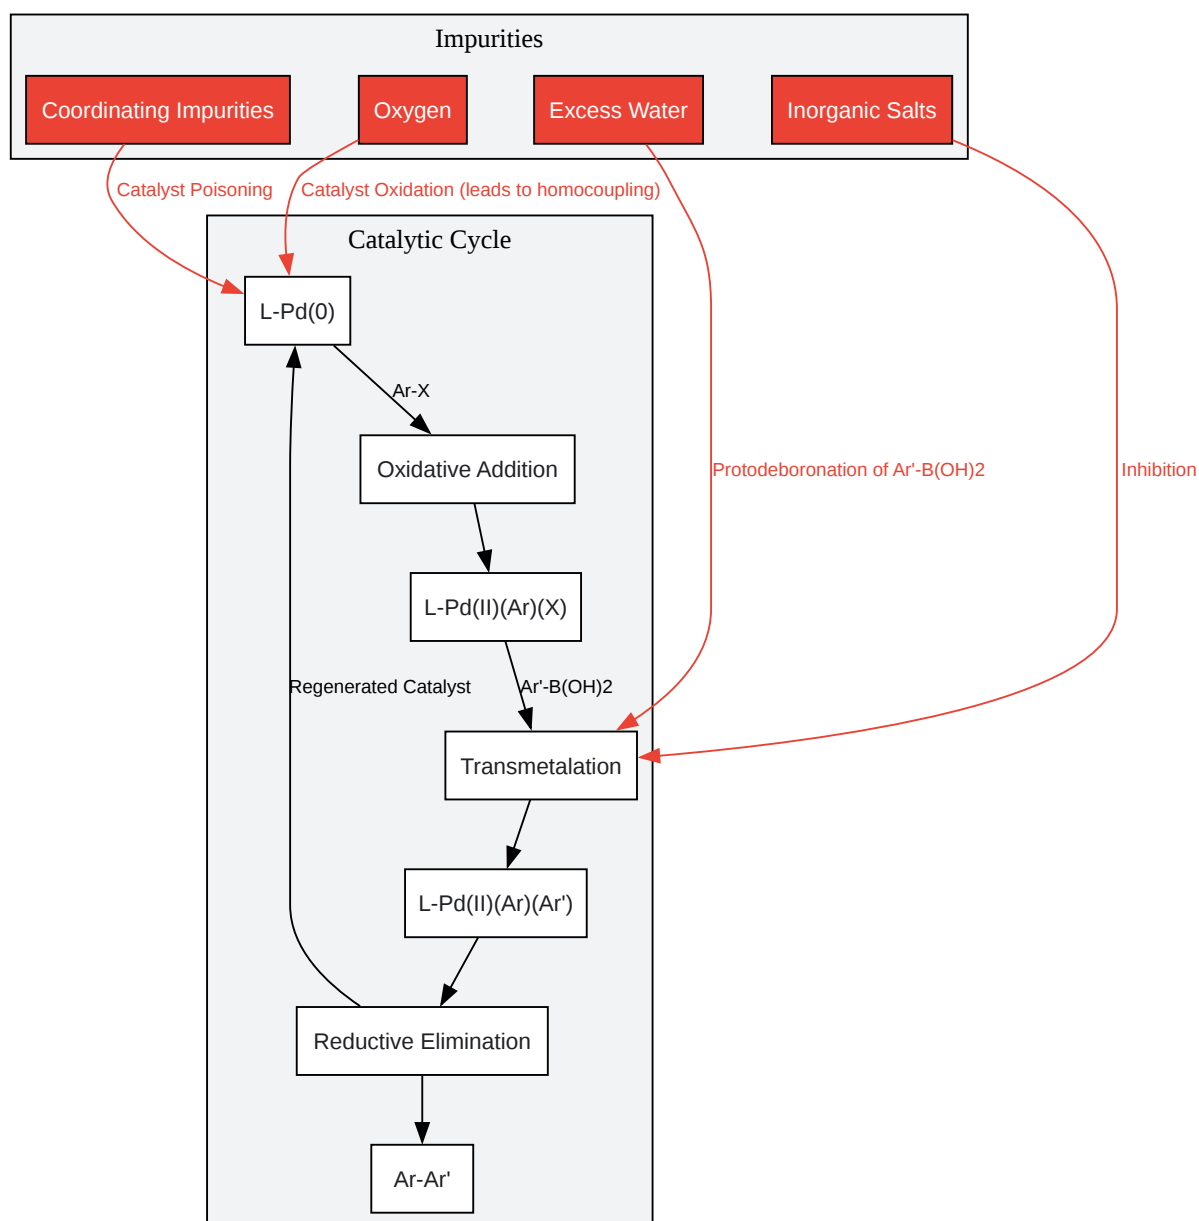 Impurities
Coordinating Impurities
Oxygen
Excess Water
Inorganic Salts
Catalyst Poisoning
Catalyst Oxidation (leads to homocoupling)
Catalytic Cycle
L-Pd(0)
Ar-X
Oxidative Addition
Protodeboronation of Ar'-B(OH)2
Inhibition
L-Pd(II)(Ar)(X)
Regenerated Catalyst
Ar'-B(OH)2
Transmetalation
L-Pd(II)(Ar)(Ar')
Reductive Elimination
Ar-Ar'